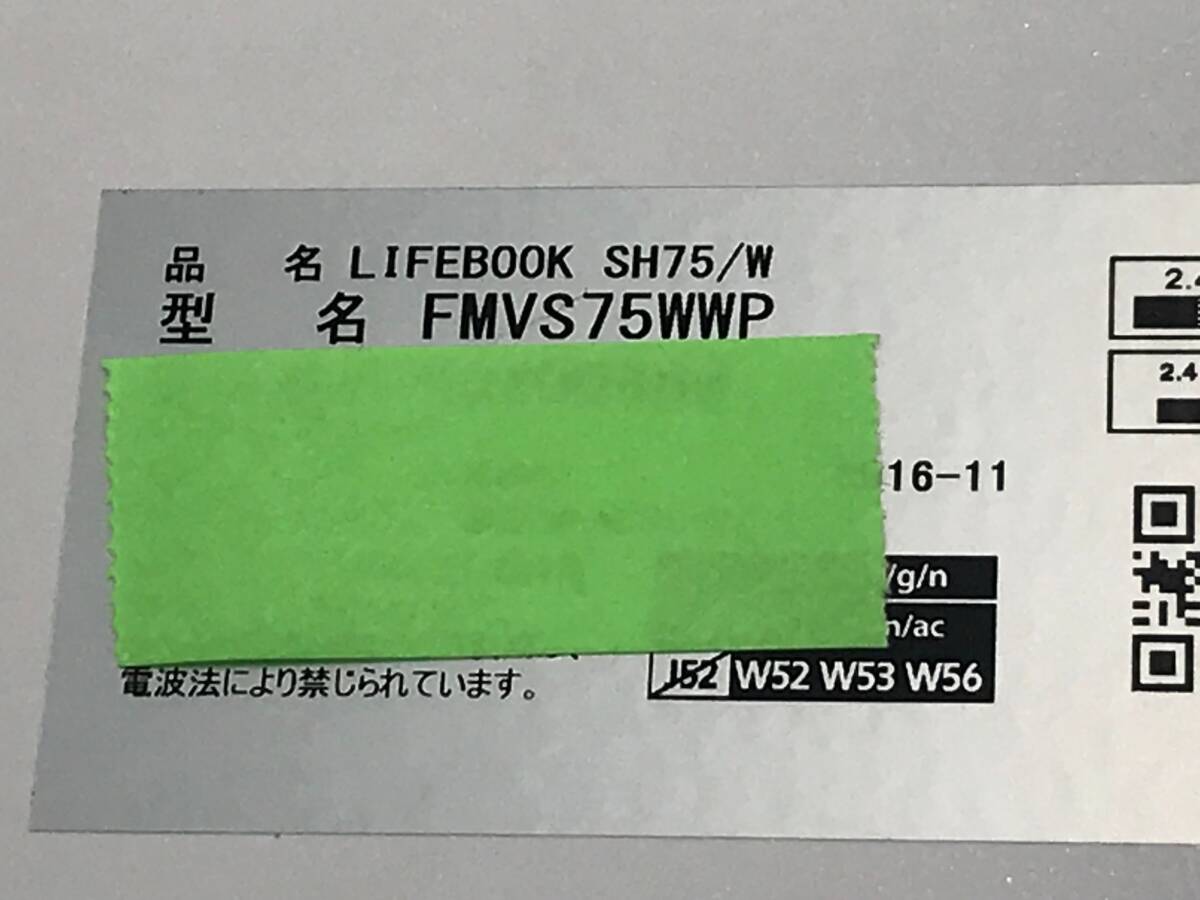 品 名 LIFEBOOK SH75/W
型 名 FMVS75WWP
2.4
2.4
16-11
/g/n
n/ac
J52 W52 W53 W56
電波法により禁じられています。